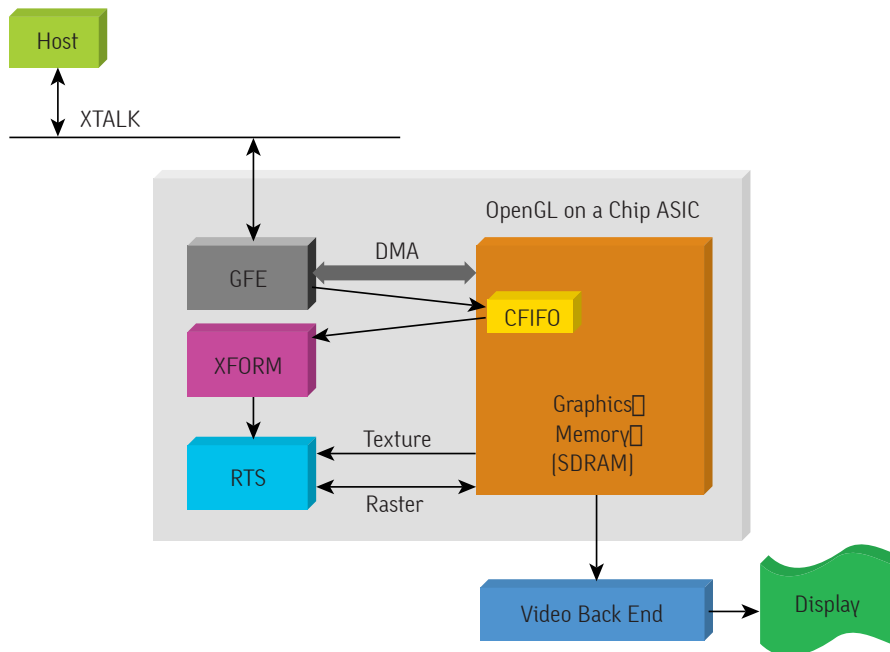 Host
XTALK
OpenGL on a Chip ASIC
DMA
GFE
CFIFO
XFORM
Graphics
Memory
(SDRAM)
Texture
RTS
Raster
Video Back End
Display